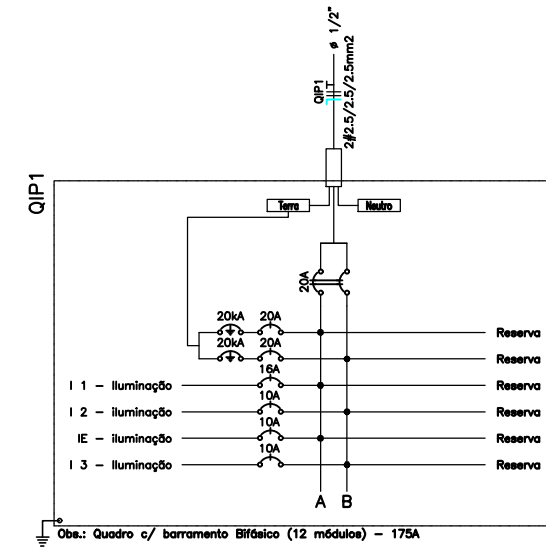 ø 1/2"
QIP1
2#2.5/2.5/2.5mm2
QIP1
Terra
Neutro
20A
20kA 20A
Reserva
20kA 20A
Reserva
16A
I 1 - Iluminação
Reserva
10A
I 2 - Iluminação
Reserva
10A
IE - iluminação
Reserva
10A
I 3 - Iluminação
Reserva
A B
Obs.: Quadro c/ barramento Bifásico (12 módulos) - 175A